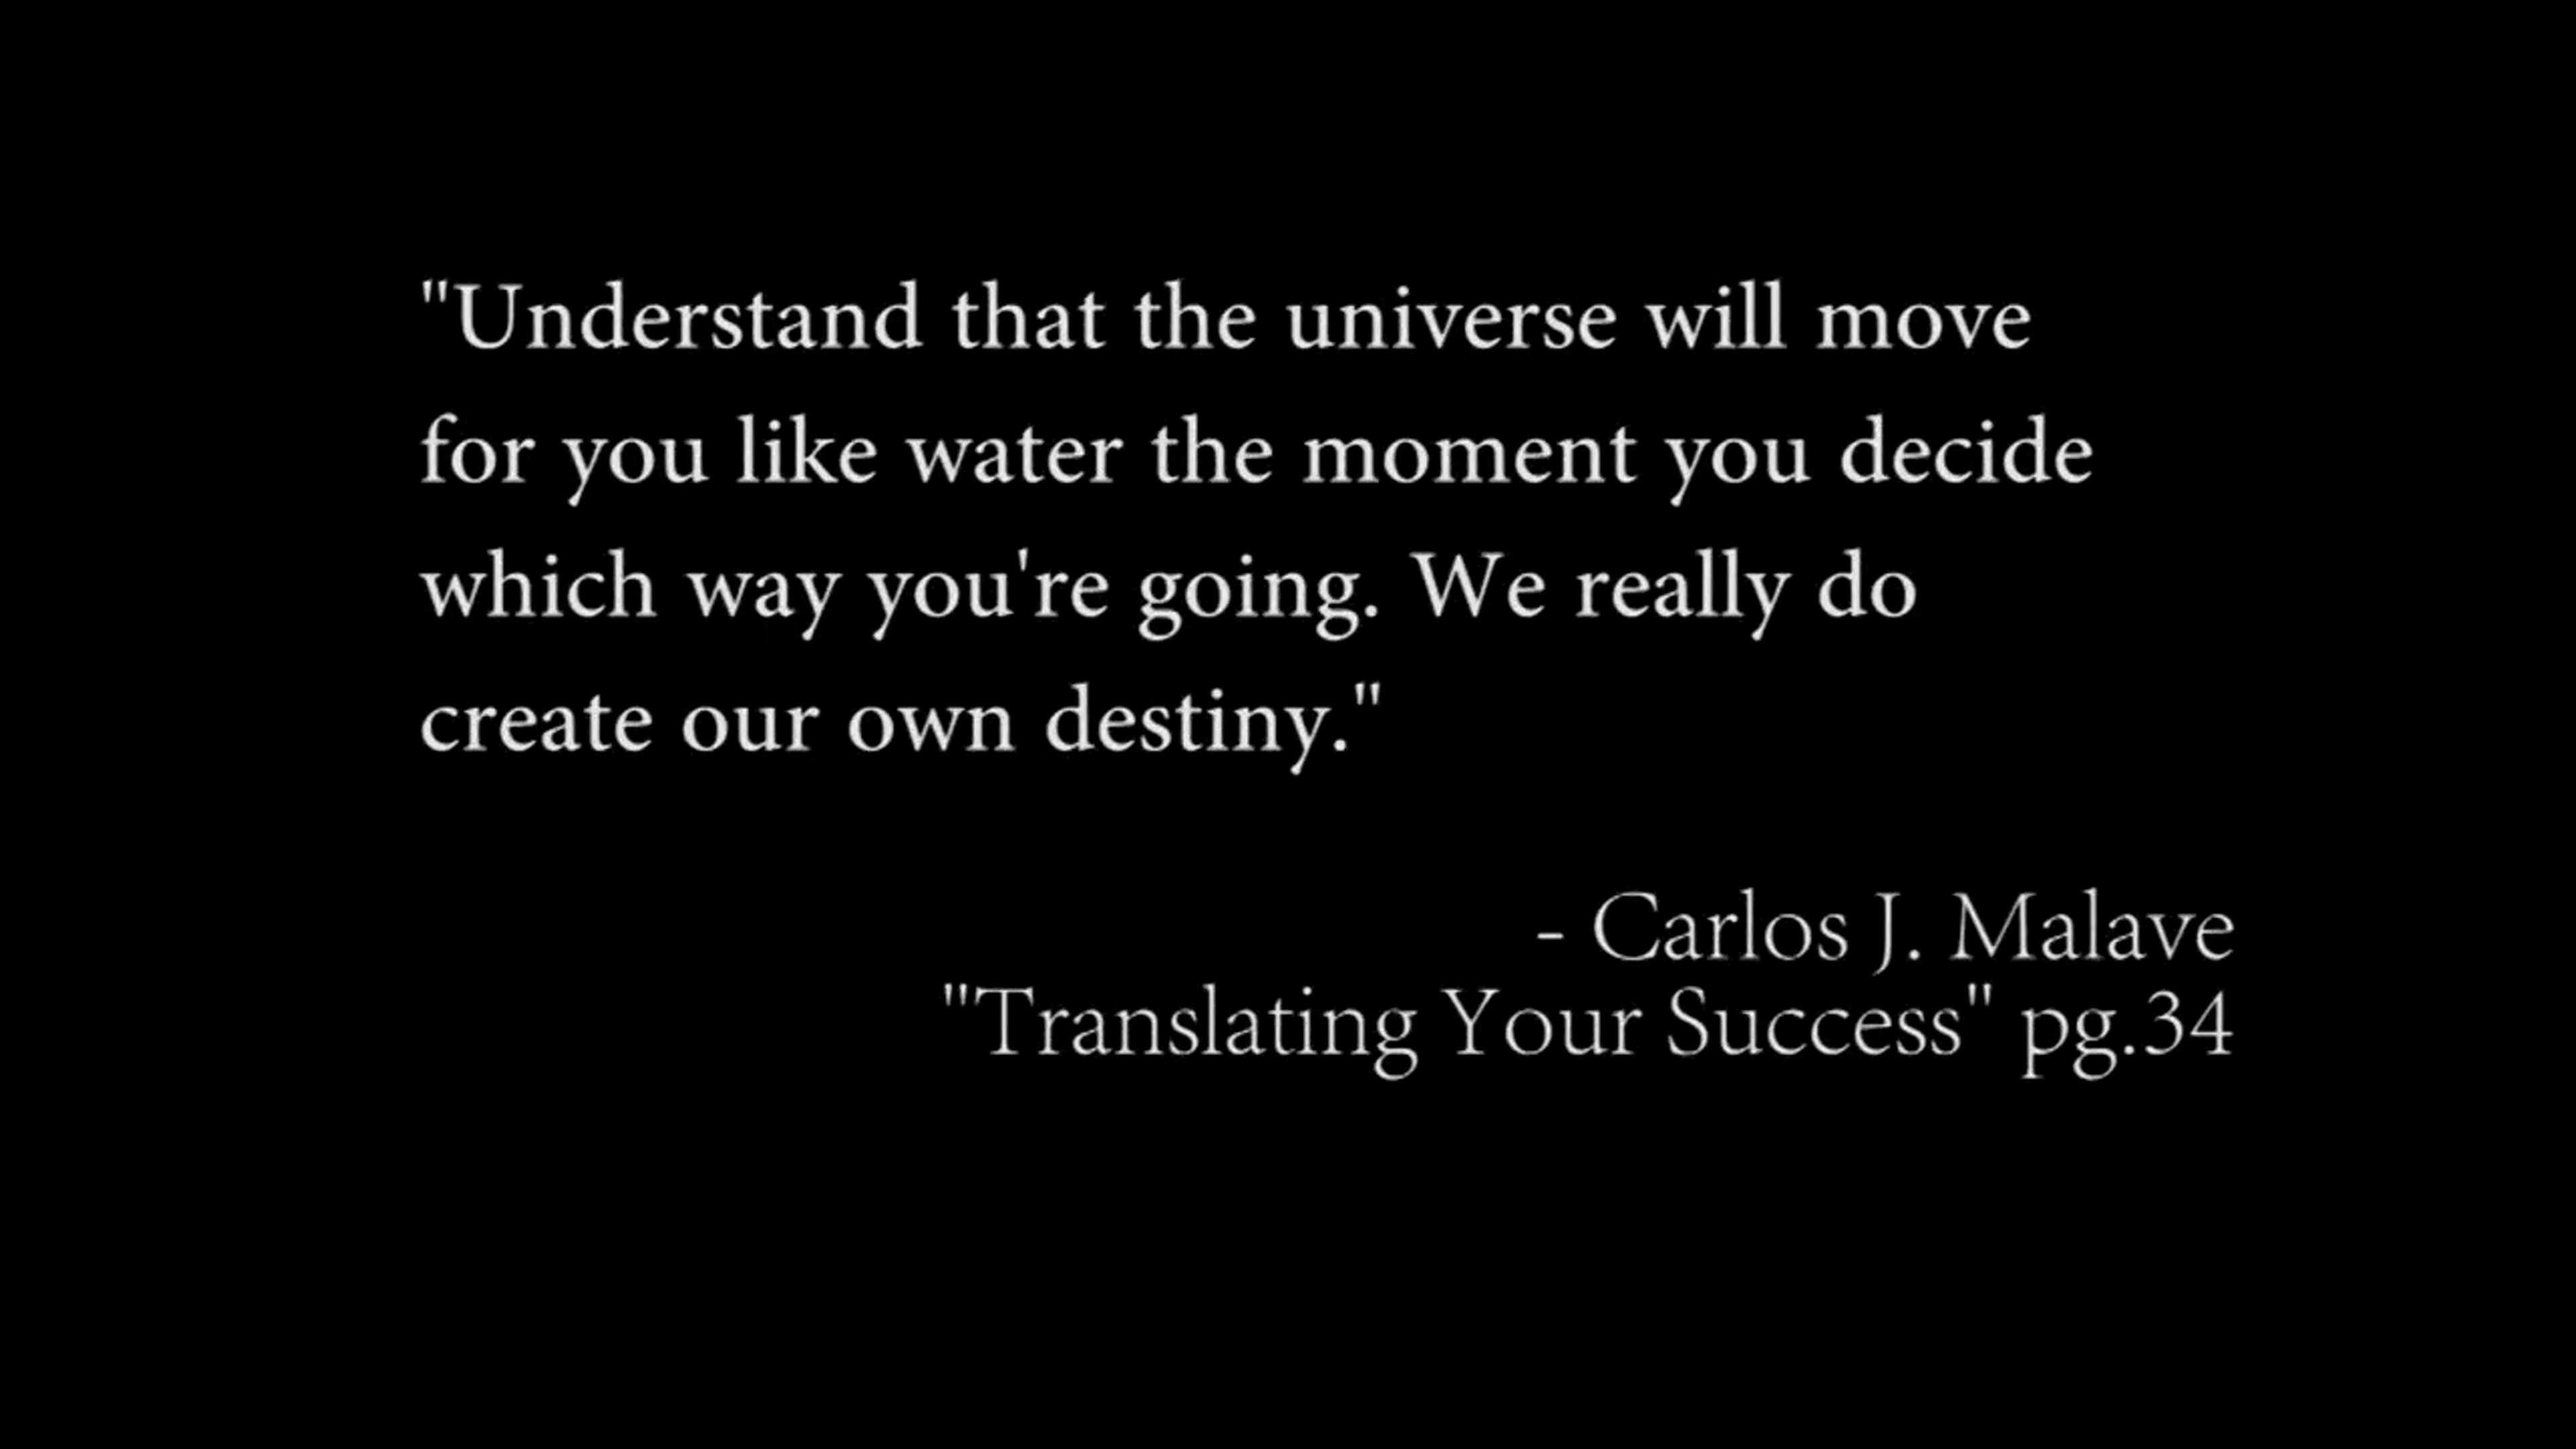 "Understand that the universe will move
for you like water the moment you decide
which way you're going. We really do
create our own destiny."
- Carlos J. Malave
"Translating Your Success" pg.34